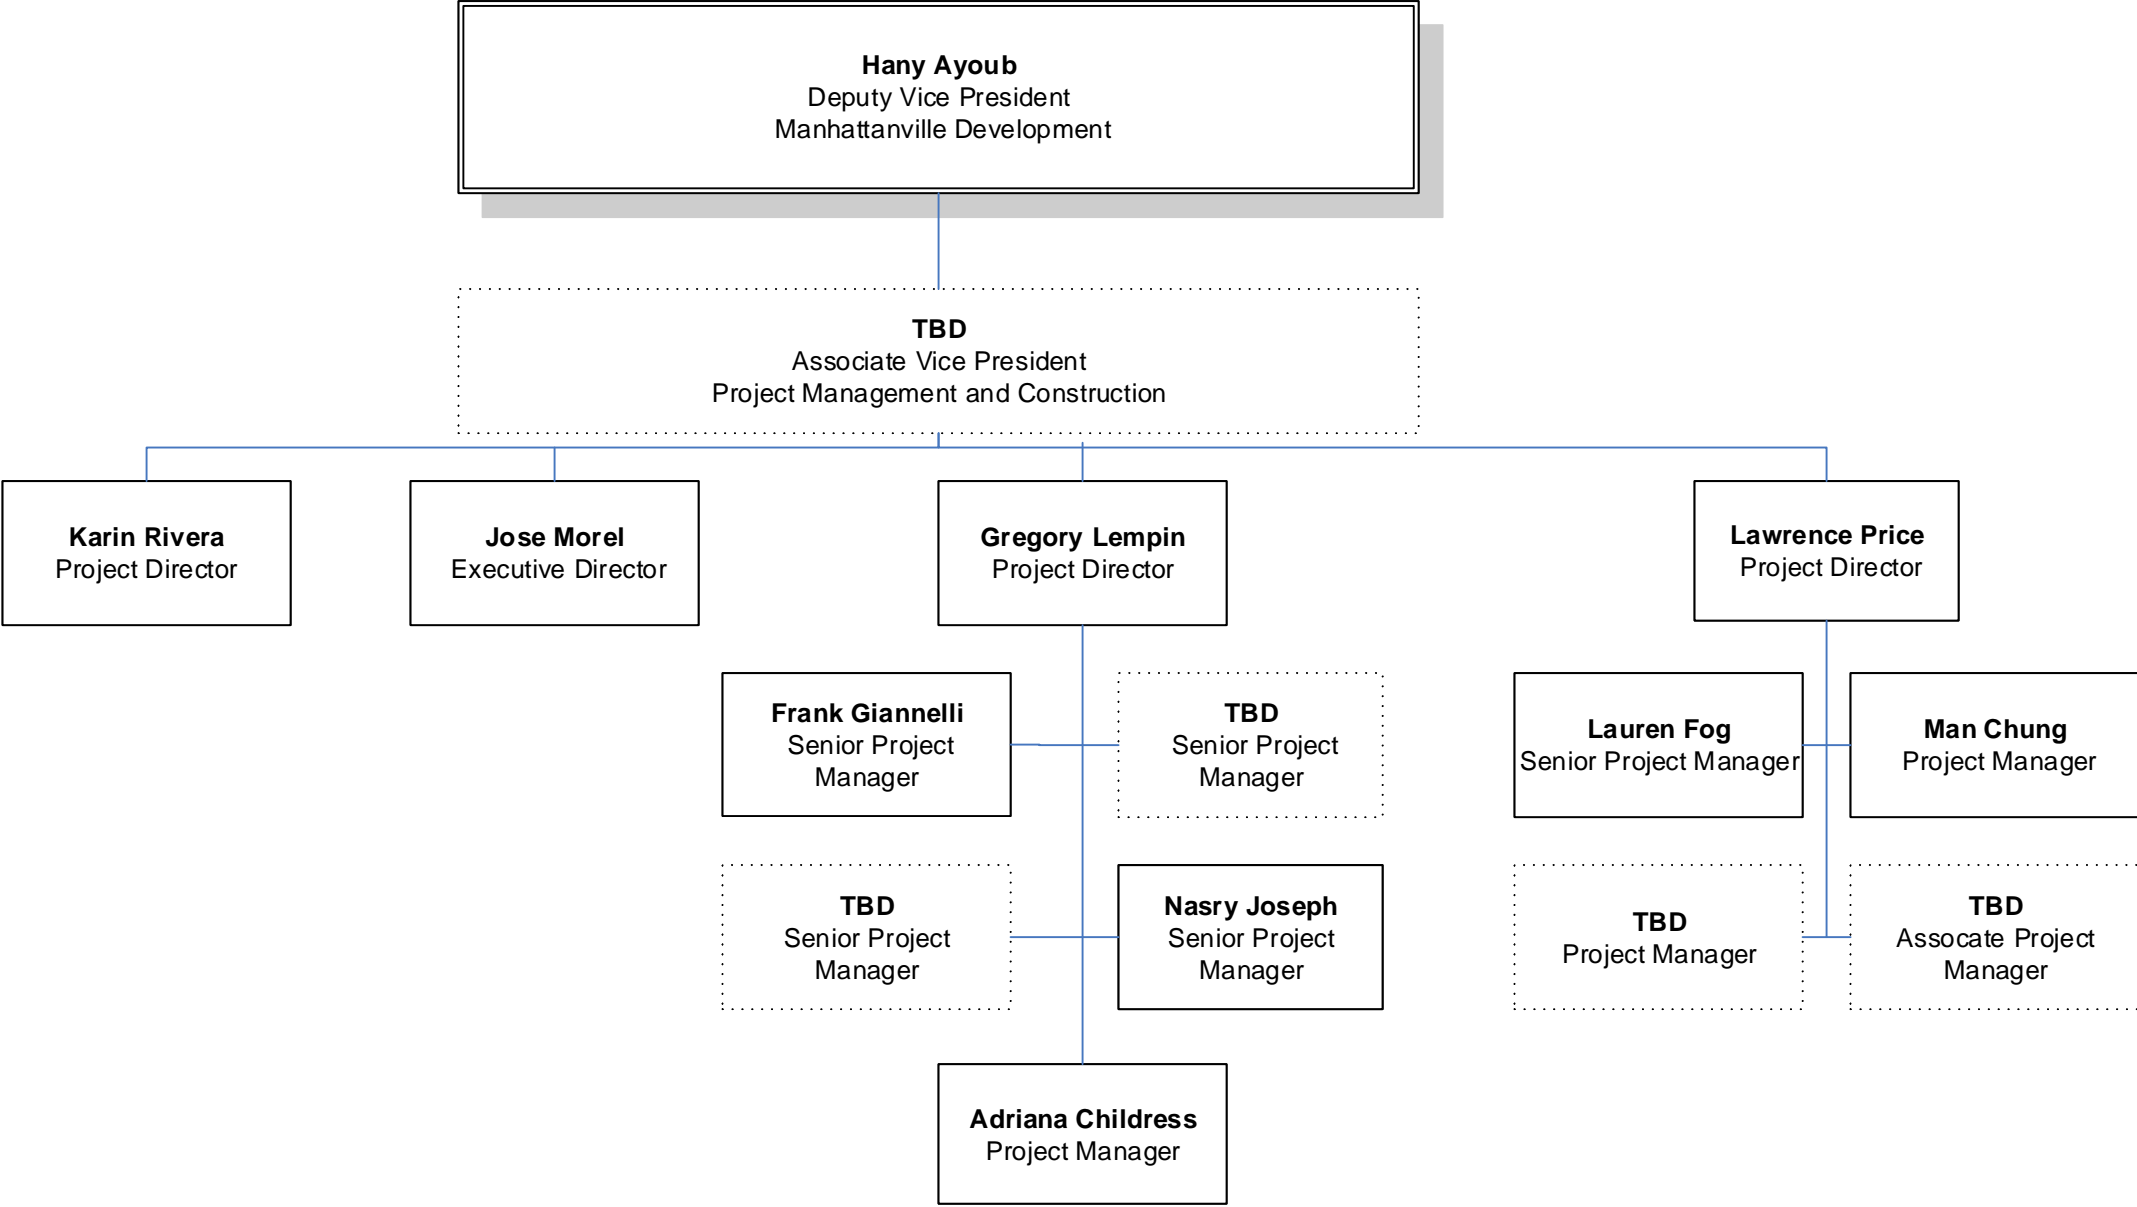 Hany Ayoub
Deputy Vice President
Manhattanville Development
TBD
Associate Vice President
Project Management and Construction
Karin Rivera
Project Director
Jose Morel
Executive Director
Gregory Lempin
Project Director
Lawrence Price
Project Director
Frank Giannelli
Senior Project
Manager
TBD
Senior Project
Manager
Lauren Fog
Senior Project Manager
Man Chung
Project Manager
TBD
Senior Project
Manager
Nasry Joseph
Senior Project
Manager
TBD
Project Manager
TBD
Assocate Project
Manager
Adriana Childress
Project Manager